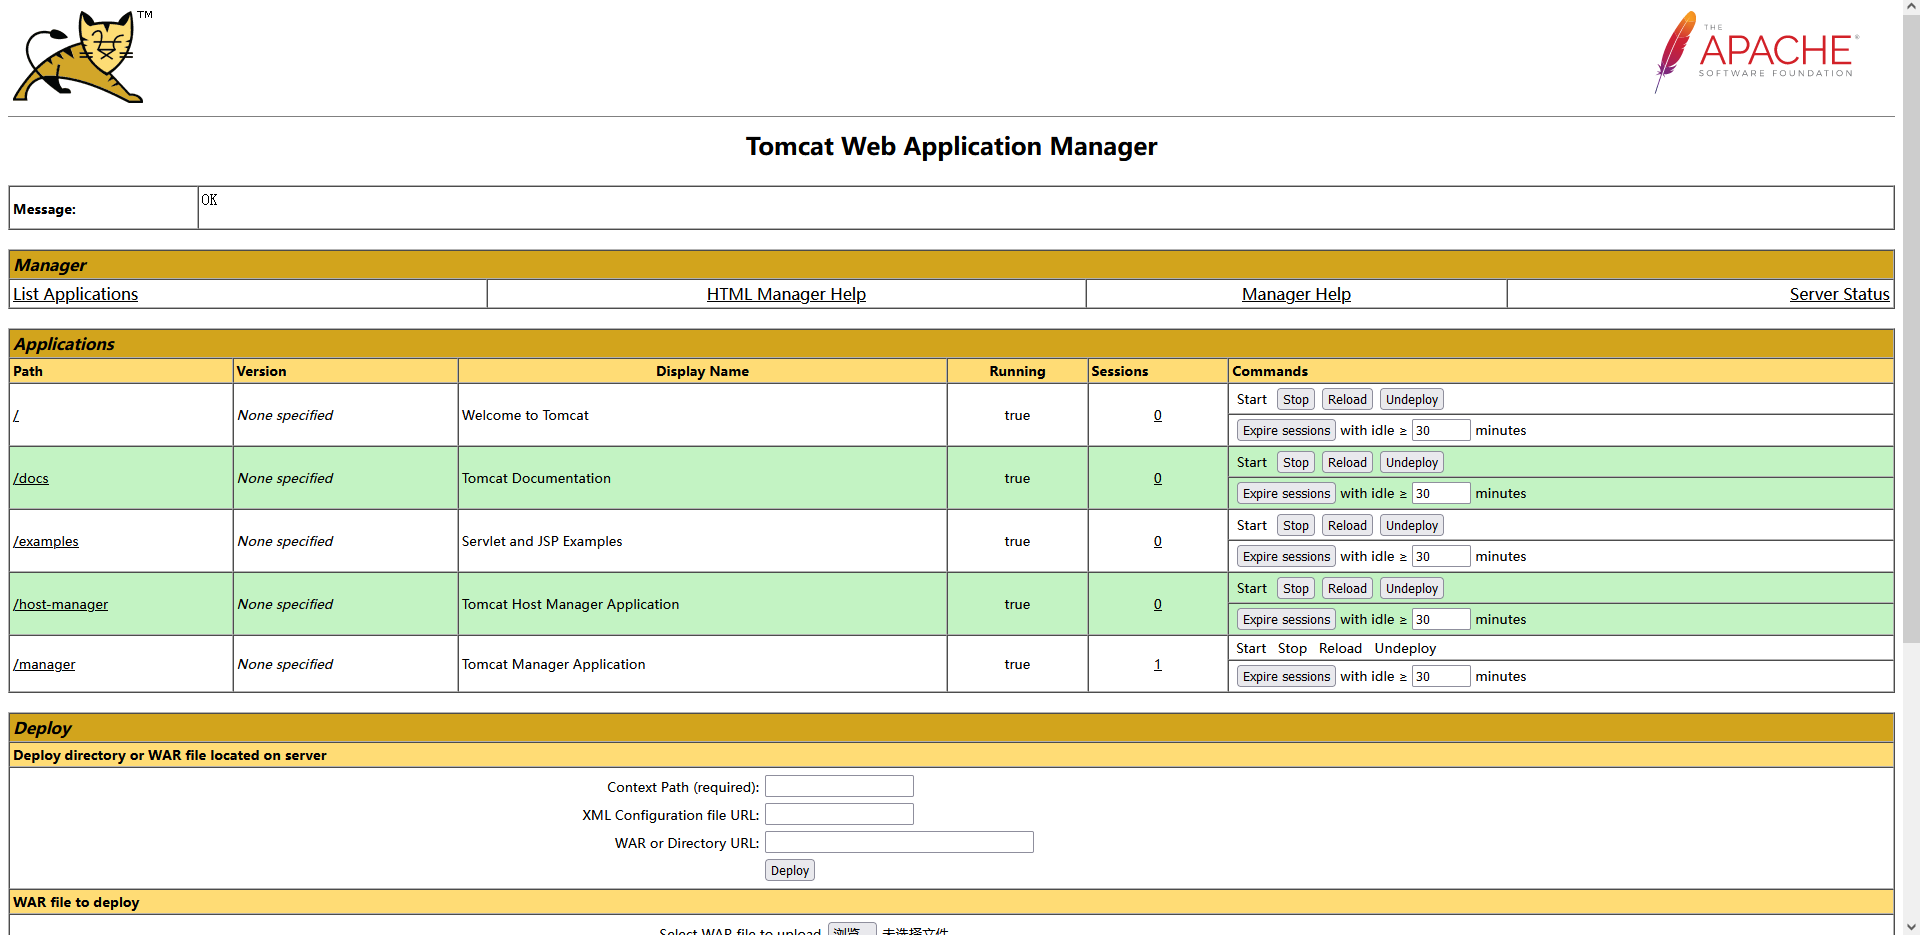 TM
THE
APACHE®
SOFTWARE FOUNDATION
Tomcat Web Application Manager
Message: OK
Manager
List Applications HTML Manager Help Manager Help Server Status
Applications
Path Version Display Name Running Sessions Commands
/ None specified Welcome to Tomcat true 0 Start Stop Reload Undeploy
Expire sessions with idle ≥ 30 minutes
/docs None specified Tomcat Documentation true 0 Start Stop Reload Undeploy
Expire sessions with idle ≥ 30 minutes
/examples None specified Servlet and JSP Examples true 0 Start Stop Reload Undeploy
Expire sessions with idle ≥ 30 minutes
/host-manager None specified Tomcat Host Manager Application true 0 Start Stop Reload Undeploy
Expire sessions with idle ≥ 30 minutes
/manager None specified Tomcat Manager Application true 1 Start Stop Reload Undeploy
Expire sessions with idle ≥ 30 minutes
Deploy
Deploy directory or WAR file located on server
Context Path (required):
XML Configuration file URL:
WAR or Directory URL:
Deploy
WAR file to deploy
Select WAR file to upload 浏览... 未选择文件